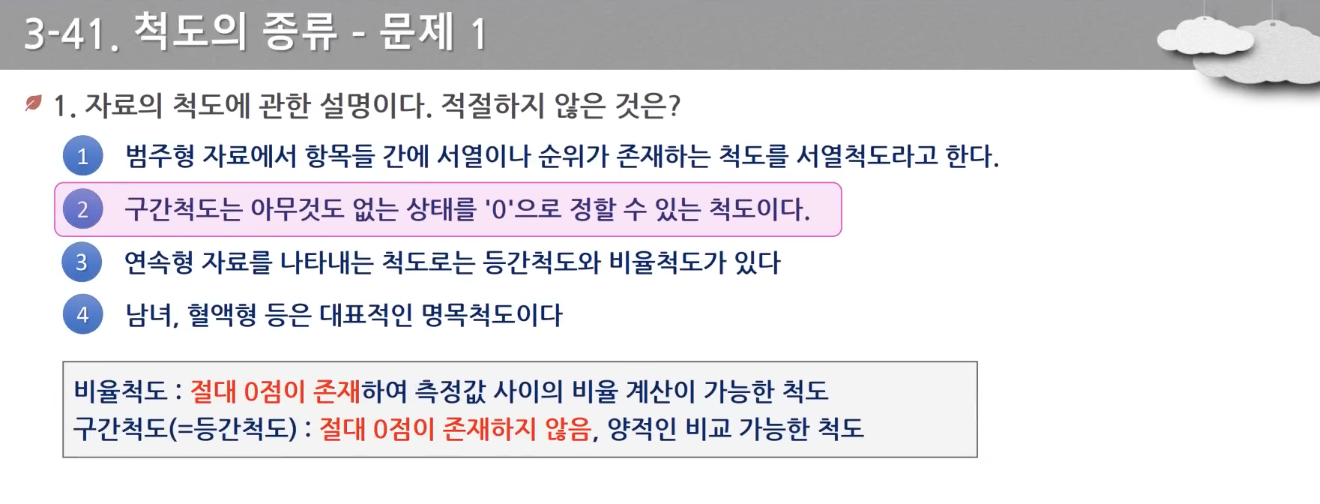 3-41. 척도의 종류 - 문제 1
1. 자료의 척도에 관한 설명이다. 적절하지 않은 것은?
1 범주형 자료에서 항목들 간에 서열이나 순위가 존재하는 척도를 서열척도라고 한다.
2 구간척도는 아무것도 없는 상태를 '0'으로 정할 수 있는 척도이다.
3 연속형 자료를 나타내는 척도로는 등간척도와 비율척도가 있다
4 남녀, 혈액형 등은 대표적인 명목척도이다
비율척도 : 절대 0점이 존재하여 측정값 사이의 비율 계산이 가능한 척도
구간척도(=등간척도) : 절대 0점이 존재하지 않음, 양적인 비교 가능한 척도